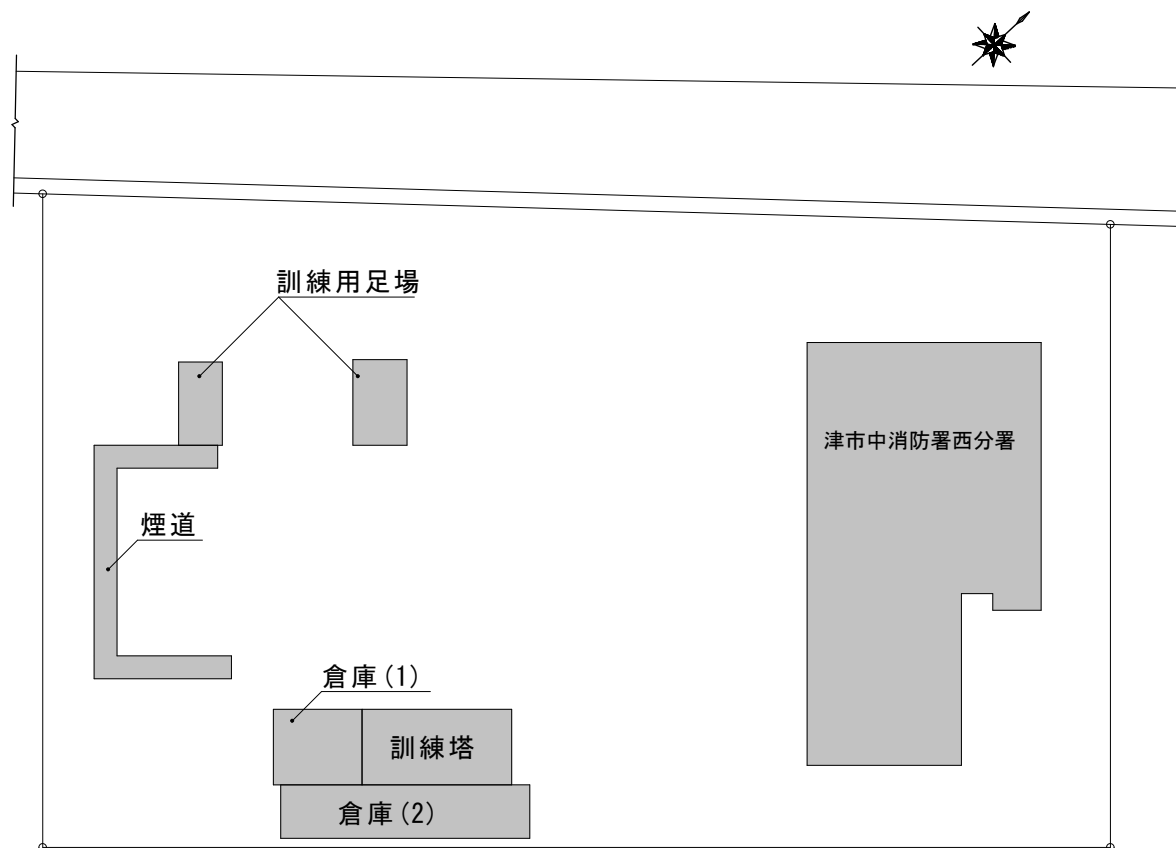 訓練用足場
津市中消防署西分署
煙道
倉庫(1)
訓練塔
倉庫(2)